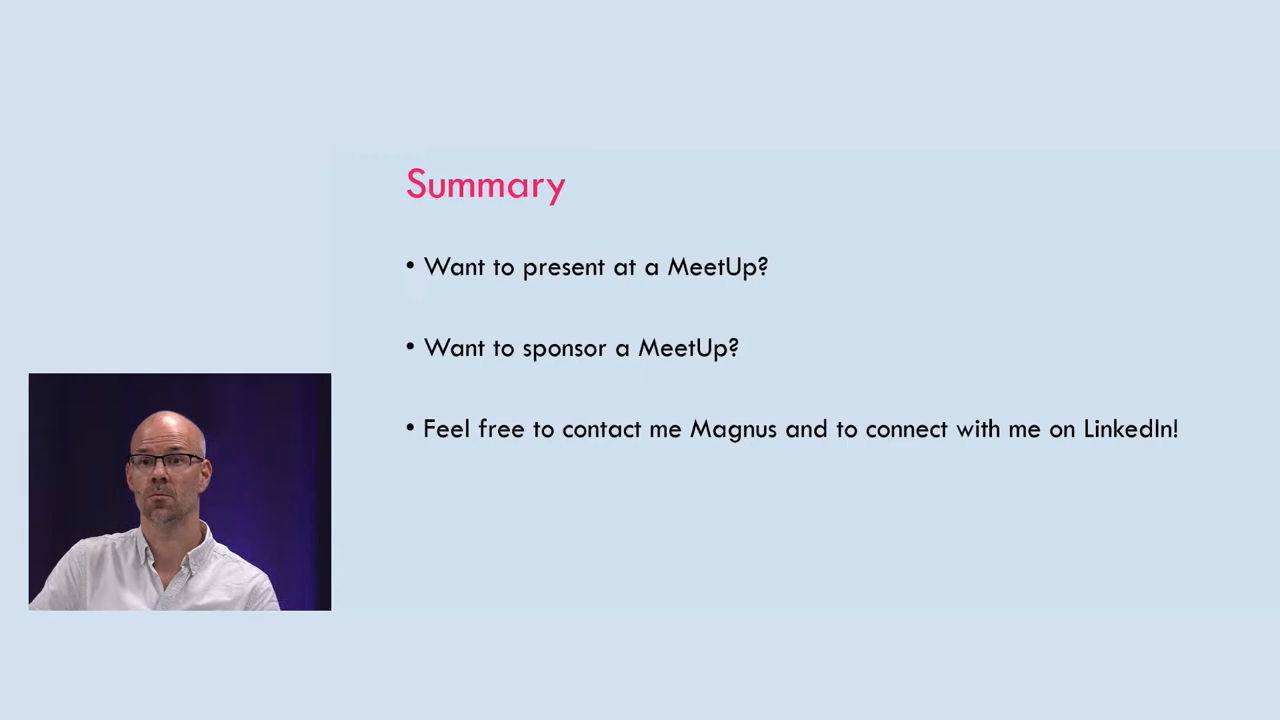 Summary
• Want to present at a MeetUp?
• Want to sponsor a MeetUp?
• Feel free to contact me Magnus and to connect with me on LinkedIn!